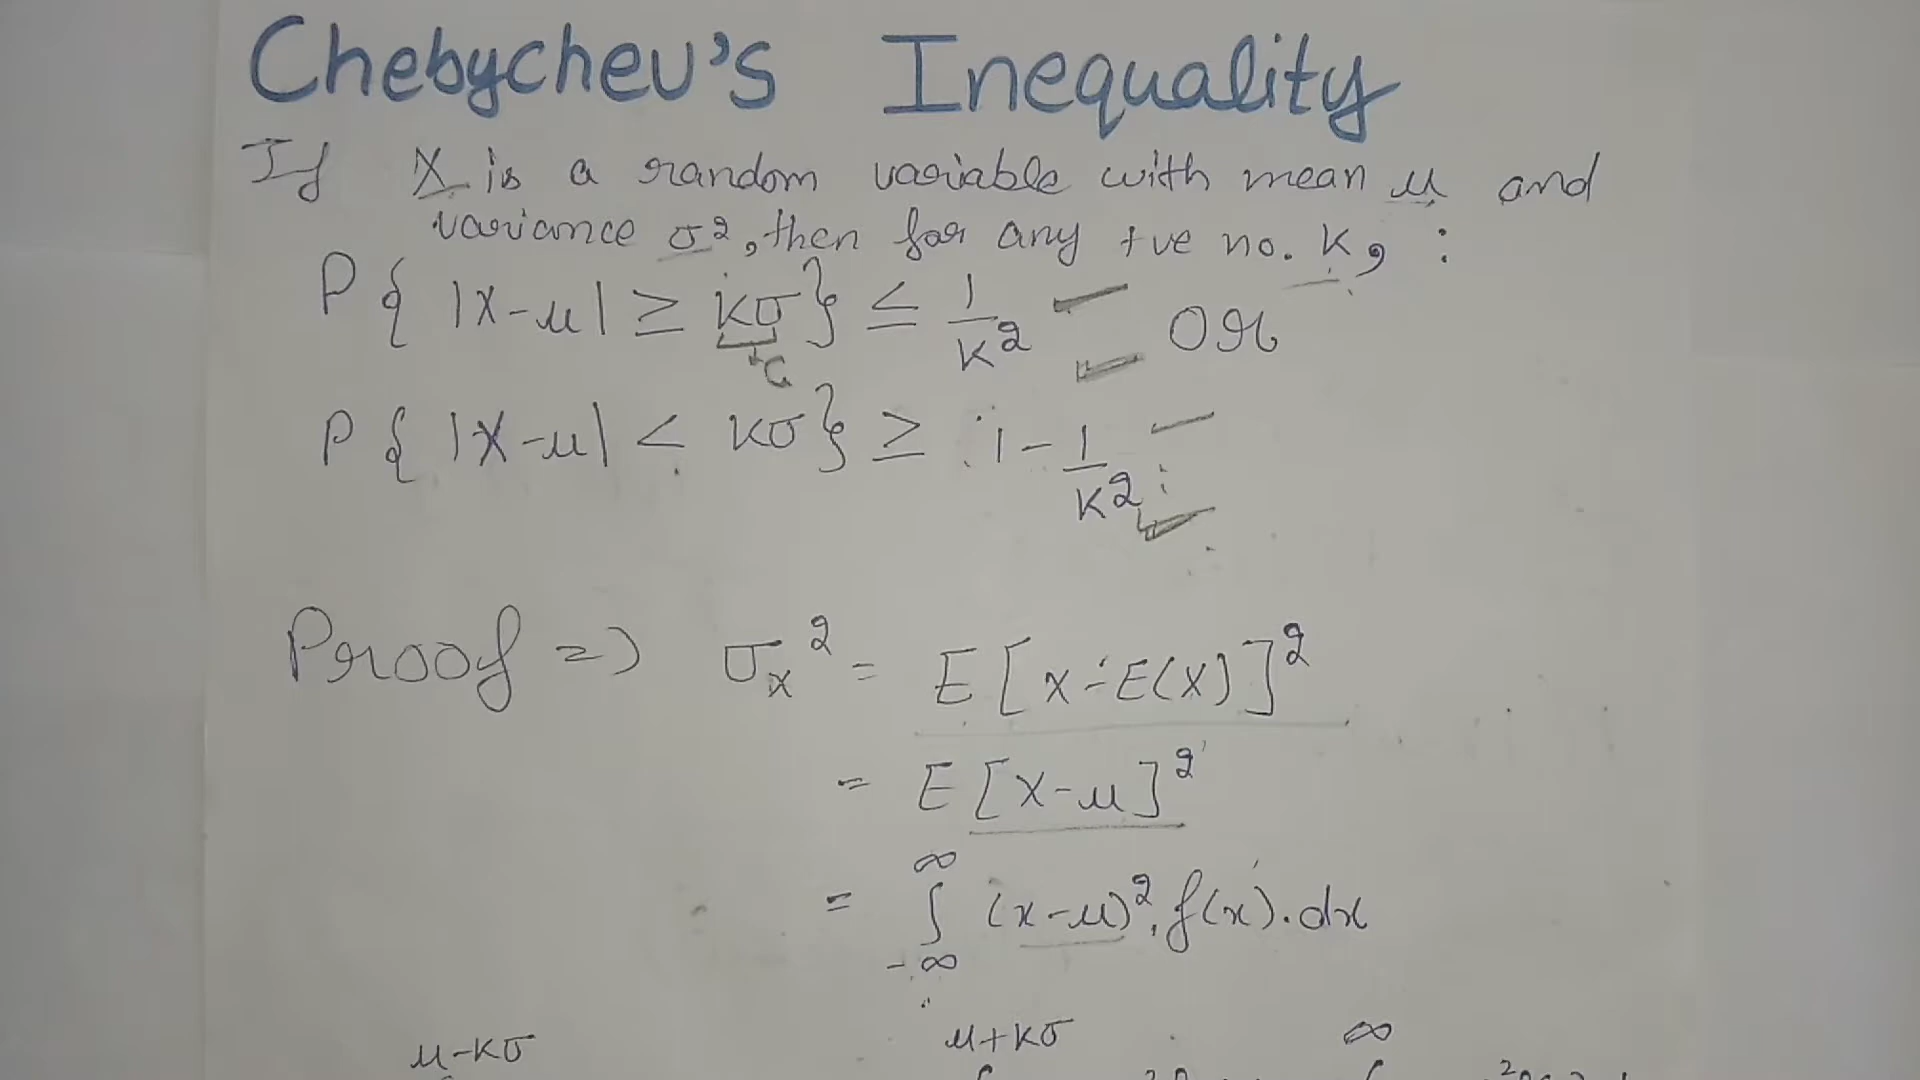 Chebychev's Inequality
If X is a random variable with mean μ and
variance σ², then for any +ve no. K, :
P{ |X-μ| ≥ kσ} ≤ 1/K² Or
C
P{ |X-μ| < kσ} ≥ 1 - 1/K²
Proof => σx² = E[X-E(X)]²
= E[X-μ]²
= ∫_{-∞}^{∞} (x-μ)².f(x).dx
μ-Kσ μ+Kσ ∞